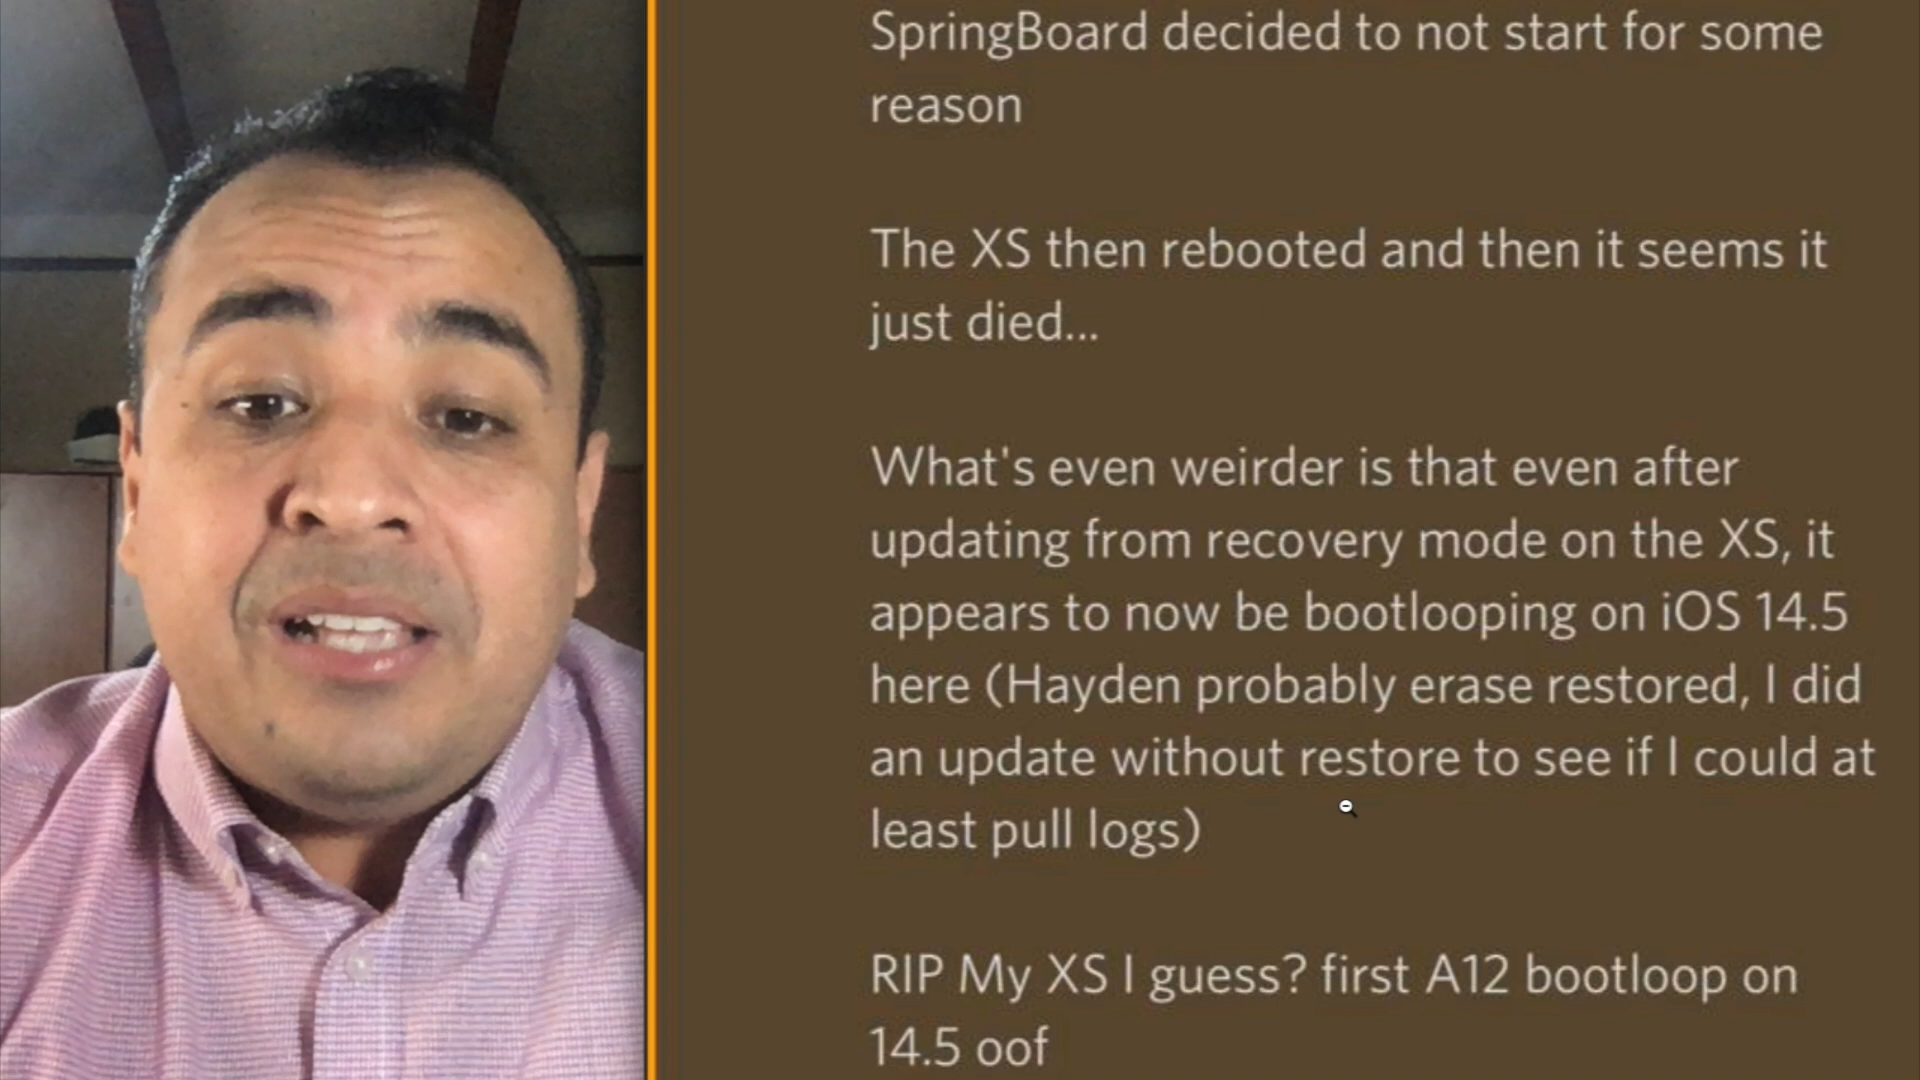 SpringBoard decided to not start for some
reason
The XS then rebooted and then it seems it
just died...
What's even weirder is that even after
updating from recovery mode on the XS, it
appears to now be bootlooping on iOS 14.5
here (Hayden probably erase restored, I did
an update without restore to see if I could at
least pull logs)
RIP My XS I guess? first A12 bootloop on
14.5 oof